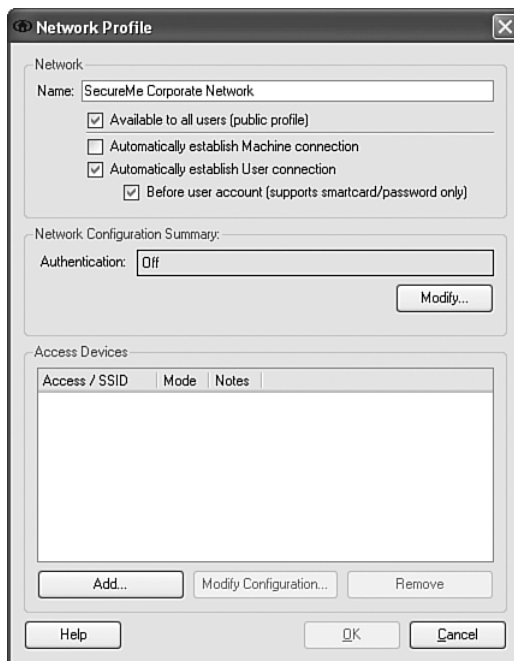 Network Profile
Network
Name: SecureMe Corporate Network
Available to all users (public profile)
Automatically establish Machine connection
Automatically establish User connection
Before user account (supports smartcard/password only)
Network Configuration Summary:
Authentication: Off
Modify...
Access Devices
Access / SSID Mode Notes
Add... Modify Configuration... Remove
Help OK Cancel